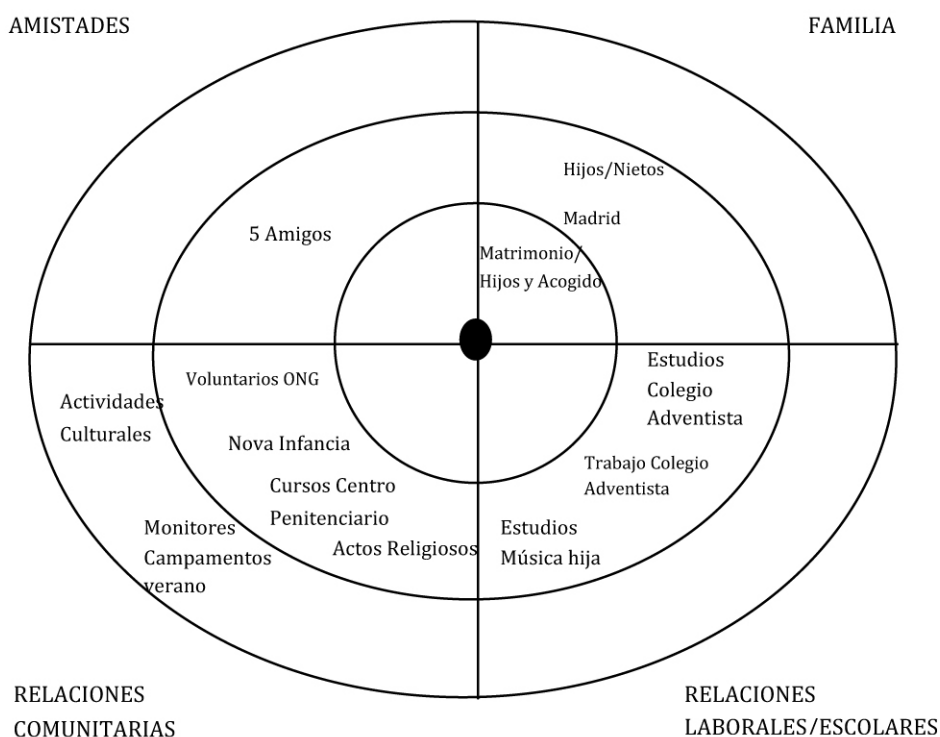 AMISTADES
FAMILIA
Hijos/Nietos
Madrid
5 Amigos
Matrimonio/
Hijos y Acogido
Estudios
Colegio
Adventista
Voluntarios ONG
Actividades
Culturales
Nova Infancia
Trabajo Colegio
Adventista
Cursos Centro
Penitenciario
Actos Religiosos
Monitores
Campamentos
verano
Estudios
Música hija
RELACIONES
COMUNITARIAS
RELACIONES
LABORALES/ESCOLARES